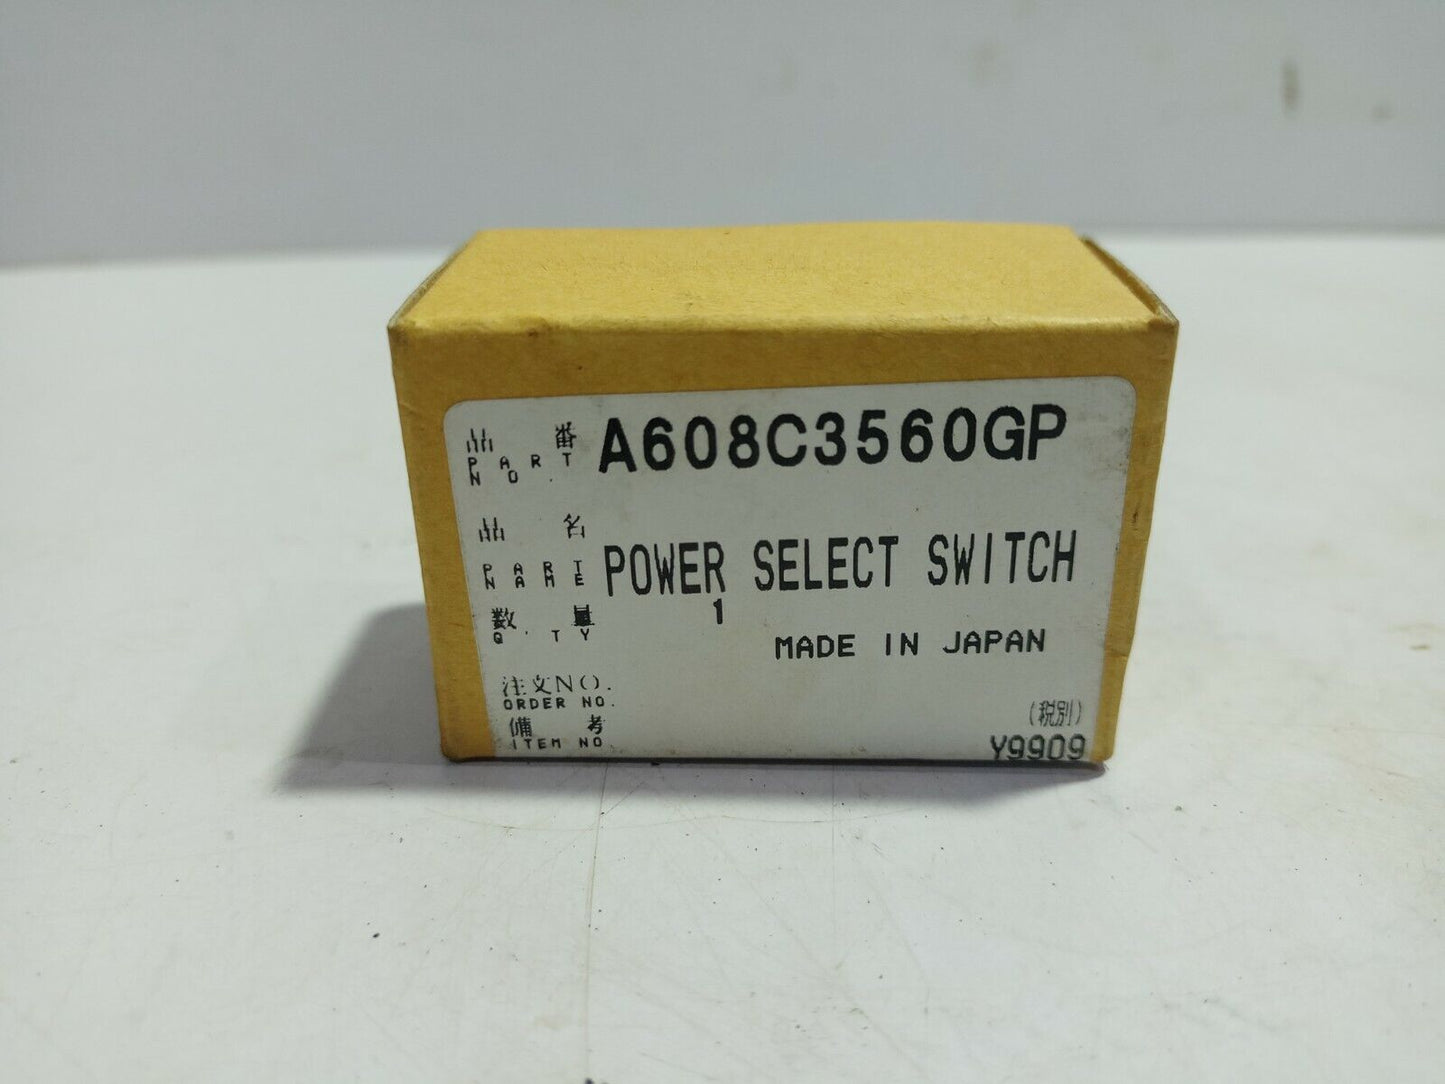 品 番 A608C3560GP
PART
NO.
品 名
PART
NAME POWER SELECT SWITCH
数 量 1
Q'TY
MADE IN JAPAN
注文NO.
ORDER NO.
備 考 (税別)
ITEM NO Y9909